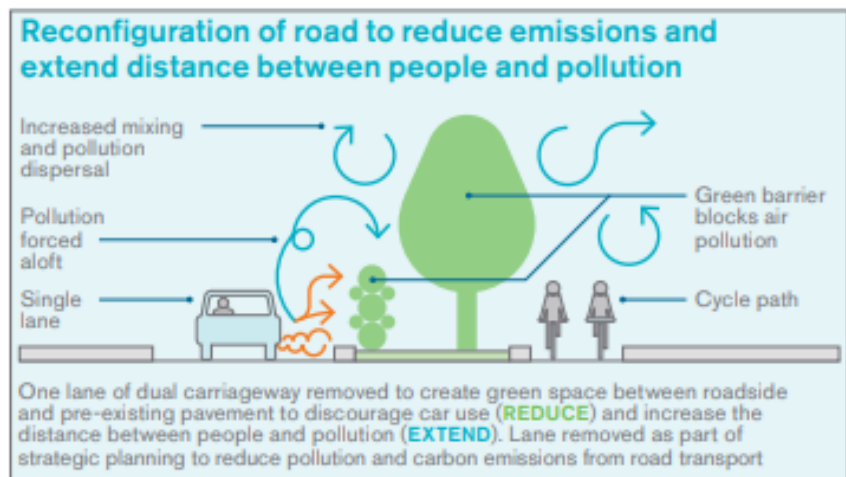 Reconfiguration of road to reduce emissions and
extend distance between people and pollution
Increased mixing
and pollution
dispersal
Pollution
forced
aloft
Single
lane
Green barrier
blocks air
pollution
Cycle path
One lane of dual carriageway removed to create green space between roadside
and pre-existing pavement to discourage car use (REDUCE) and increase the
distance between people and pollution (EXTEND). Lane removed as part of
strategic planning to reduce pollution and carbon emissions from road transport